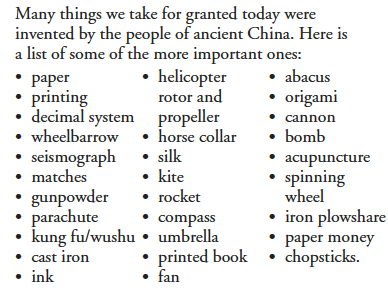 Many things we take for granted today were
invented by the people of ancient China. Here is
a list of some of the more important ones:
• paper
• printing
• decimal system
• wheelbarrow
• seismograph
• matches
• gunpowder
• parachute
• kung fu/wushu
• cast iron
• ink
• helicopter
rotor and
propeller
• horse collar
• silk
• kite
• rocket
• compass
• umbrella
• printed book
• fan
• abacus
• origami
• cannon
• bomb
• acupuncture
• spinning
wheel
• iron plowshare
• paper money
• chopsticks.